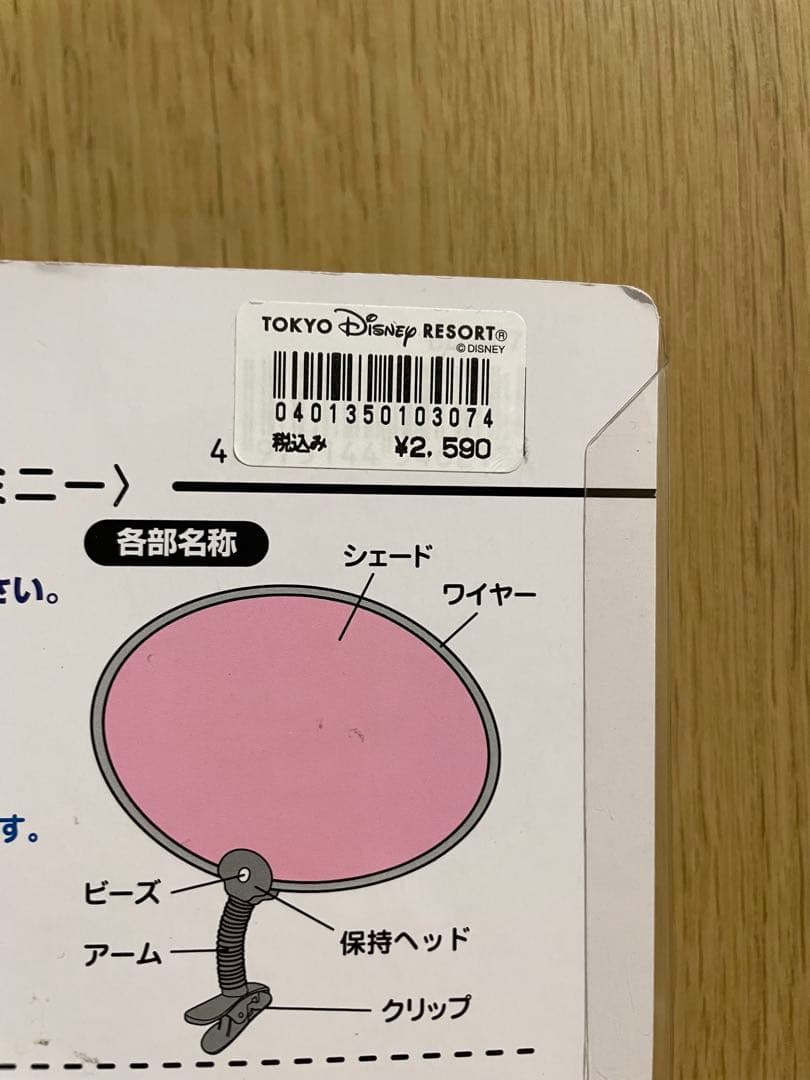 TOKYO DISNEY RESORT®
©DISNEY
0401350103074
税込み ¥2,590
4
ミニー〉
各部名称
さい。
シェード
ワイヤー
す。
ビーズ
アーム
保持ヘッド
クリップ